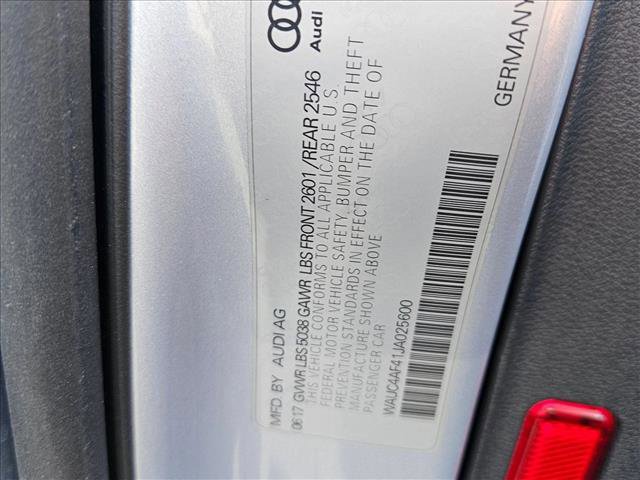 Audi
MFD. BY AUDI AG
GERMANY
0617 GVWR LBS 5038 GAWR LBS FRONT 2601 /REAR 2546
THIS VEHICLE CONFORMS TO ALL APPLICABLE U.S.
FEDERAL MOTOR VEHICLE SAFETY, BUMPER AND THEFT
PREVENTION STANDARDS IN EFFECT ON THE DATE OF
MANUFACTURE SHOWN ABOVE
PASSENGER CAR
WAUC4AF41JA025600